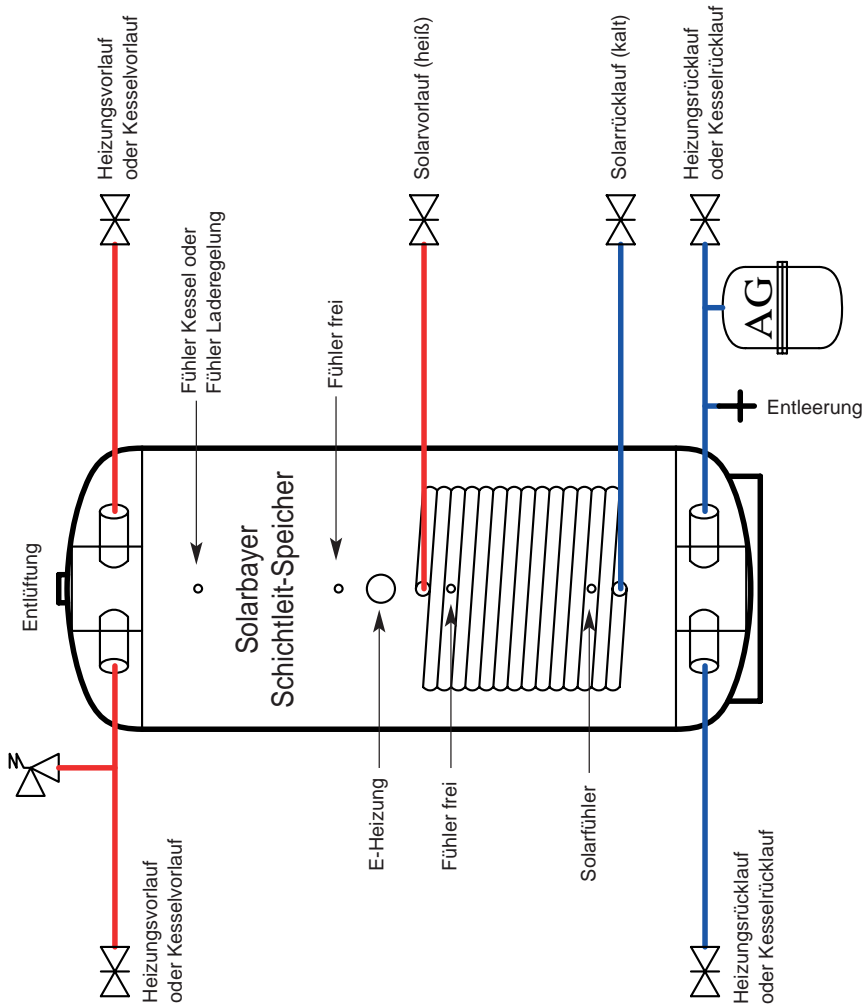 Entlüftung
Heizungsvorlauf
oder Kesselvorlauf
Heizungsvorlauf
oder Kesselvorlauf
Fühler Kessel oder
Fühler Laderegelung
Solarbayer
Schichtleit-Speicher
Fühler frei
E-Heizung
Solarvorlauf (heiß)
Fühler frei
Solarfühler
Solarrücklauf (kalt)
Heizungsrücklauf
oder Kesselrücklauf
Heizungsrücklauf
oder Kesselrücklauf
AG
Entleerung